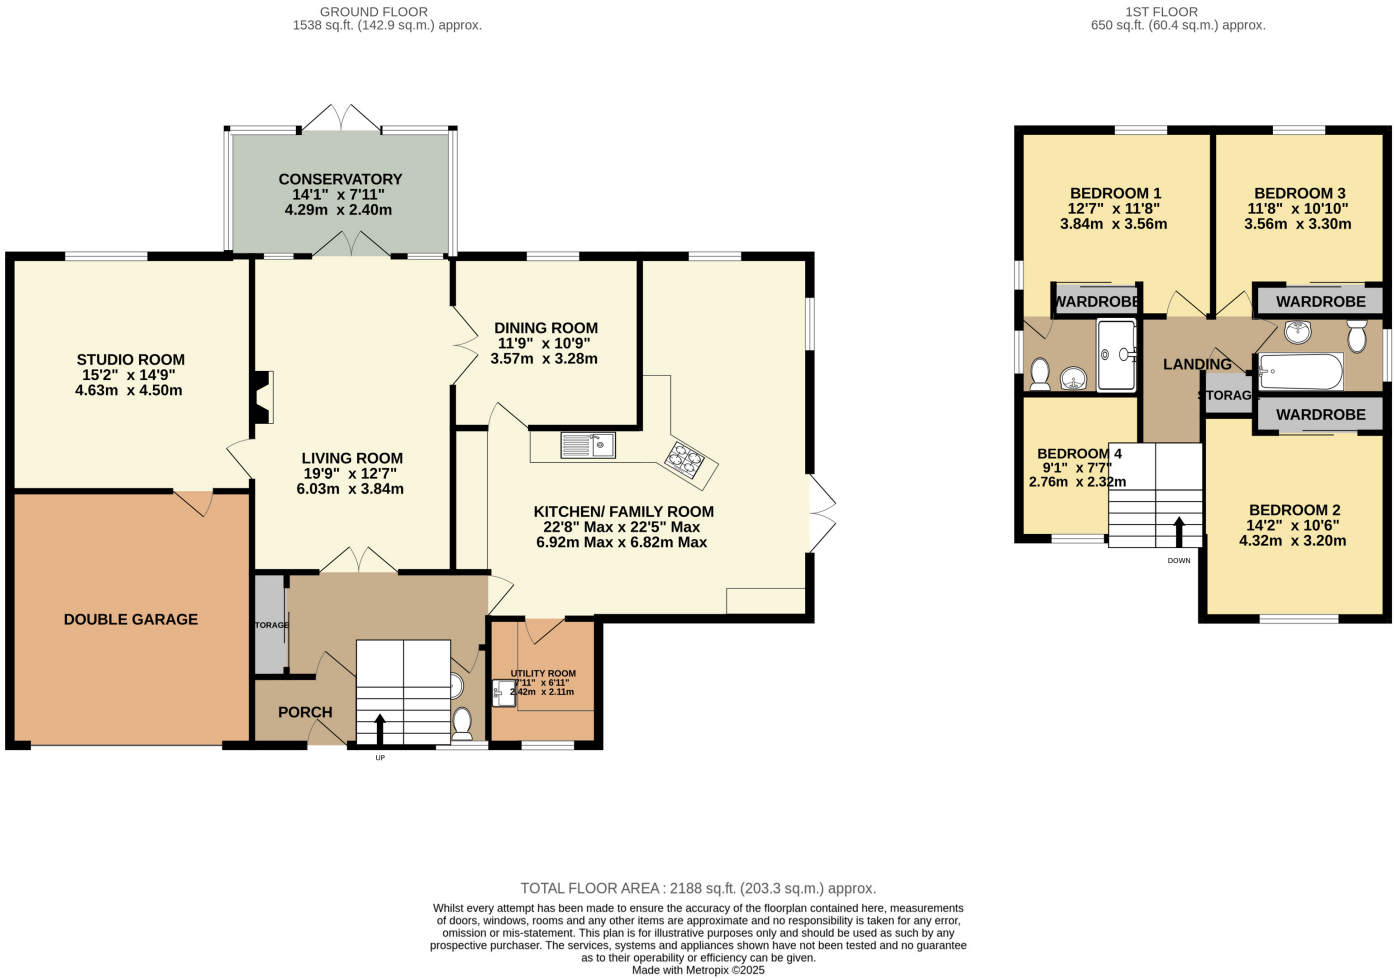 GROUND FLOOR
1538 sq.ft. (142.9 sq.m.) approx.
1ST FLOOR
650 sq.ft. (60.4 sq.m.) approx.
CONSERVATORY
14'1" x 7'11"
4.29m x 2.40m
STUDIO ROOM
15'2" x 14'9"
4.63m x 4.50m
DINING ROOM
11'9" x 10'9"
3.57m x 3.28m
LIVING ROOM
19'9" x 12'7"
6.03m x 3.84m
KITCHEN/ FAMILY ROOM
22'8" Max x 22'5" Max
6.92m Max x 6.82m Max
DOUBLE GARAGE
TORAGE
UTILITY ROOM
7'11" x 6'11"
2.42m x 2.11m
PORCH
UP
BEDROOM 1
12'7" x 11'8"
3.84m x 3.56m
BEDROOM 3
11'8" x 10'10"
3.56m x 3.30m
WARDROBE
WARDROBE
LANDING
STORAGE
WARDROBE
BEDROOM 4
9'1" x 7'7"
2.76m x 2.32m
BEDROOM 2
14'2" x 10'6"
4.32m x 3.20m
DOWN
TOTAL FLOOR AREA : 2188 sq.ft. (203.3 sq.m.) approx.
Whilst every attempt has been made to ensure the accuracy of the floorplan contained here, measurements
of doors, windows, rooms and any other items are approximate and no responsibility is taken for any error,
omission or mis-statement. This plan is for illustrative purposes only and should be used as such by any
prospective purchaser. The services, systems and appliances shown have not been tested and no guarantee
as to their operability or efficiency can be given.
Made with Metropix ©2025